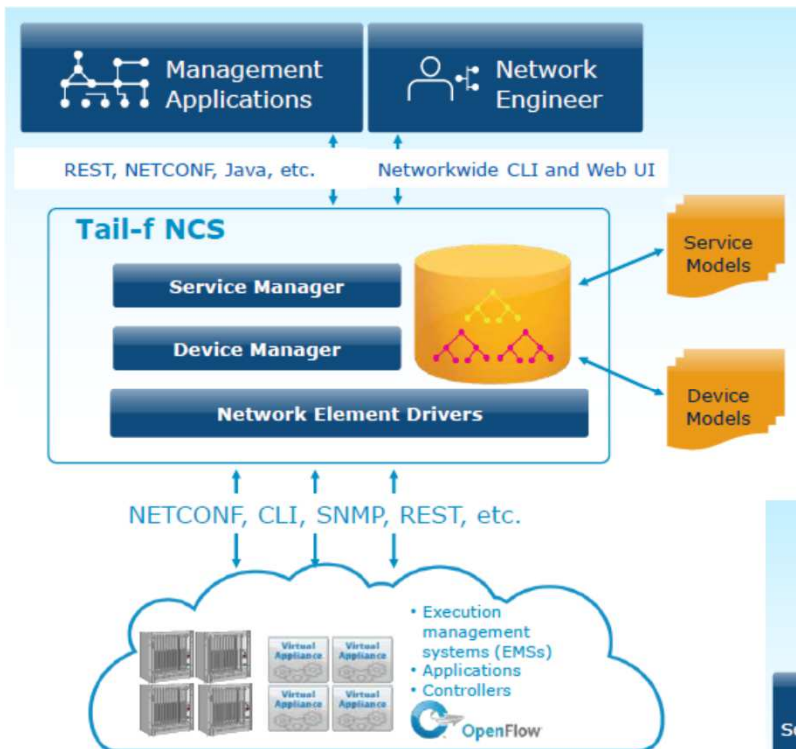 Management
Applications
Network
Engineer
REST, NETCONF, Java, etc.
Networkwide CLI and Web UI
Tail-f NCS
Service Manager
Device Manager
Network Element Drivers
Service
Models
Device
Models
NETCONF, CLI, SNMP, REST, etc.
Virtual
Appliance
Virtual
Appliance
Virtual
Appliance
Virtual
Appliance
• Execution
management
systems (EMSs)
• Applications
• Controllers
OpenFlow